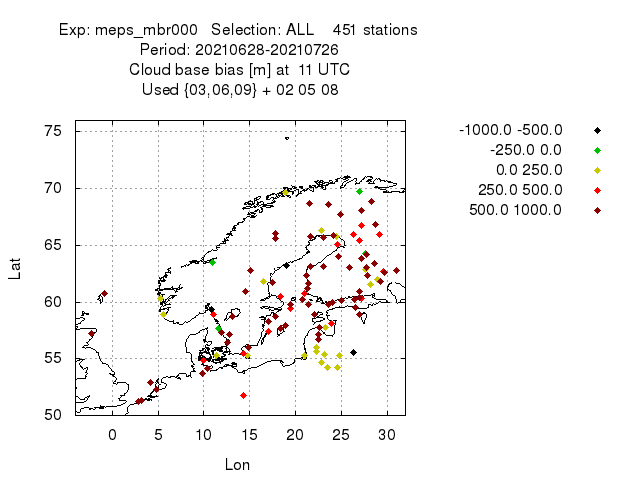 Exp: meps_mbr000 Selection: ALL 451 stations
Period: 20210628-20210726
Cloud base bias [m] at 11 UTC
Used {03,06,09} + 02 05 08
-1000.0 -500.0
-250.0 0.0
0.0 250.0
250.0 500.0
500.0 1000.0
75
70
65
60
55
50
Lat
0 5 10 15 20 25 30
Lon